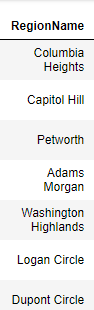 RegionName
Columbia
Heights
Capitol Hill
Petworth
Adams
Morgan
Washington
Highlands
Logan Circle
Dupont Circle